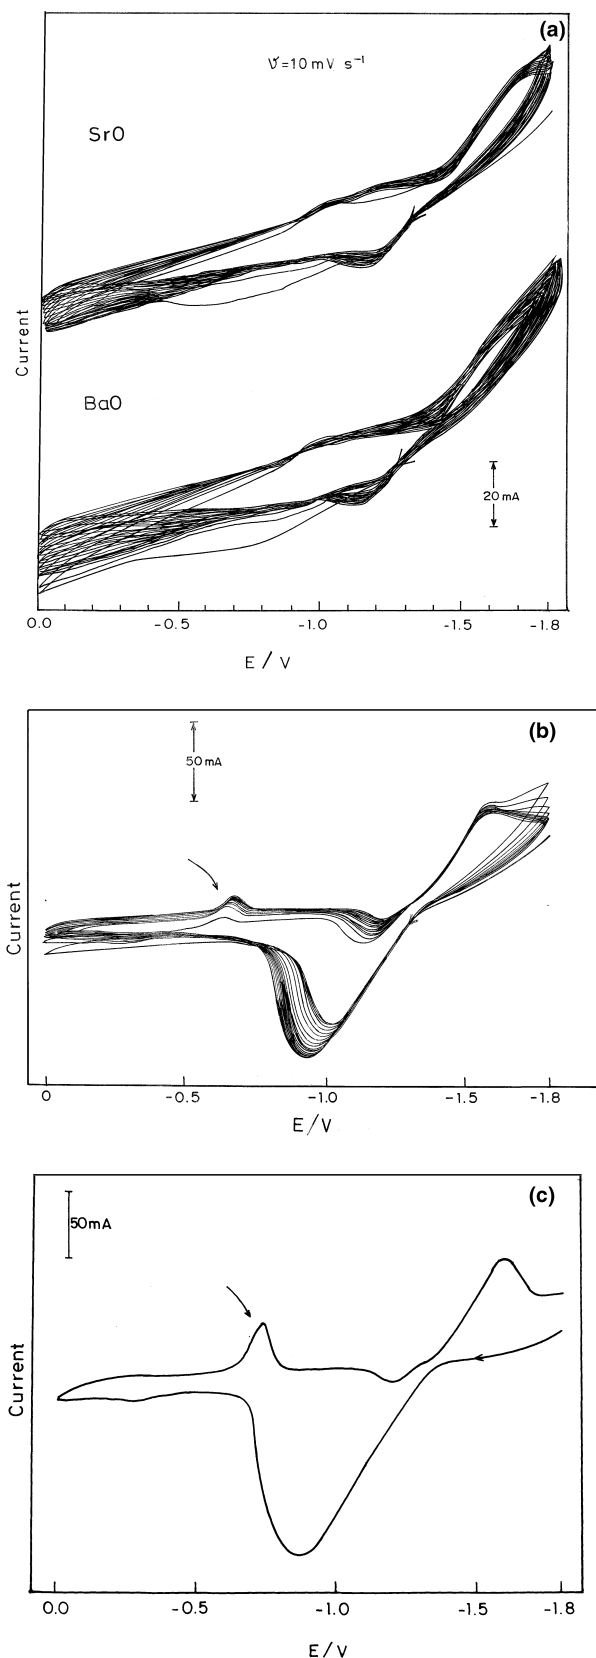 (a)
ν=10 mV s⁻¹
SrO
Current
BaO
20 mA
0.0 -0.5 -1.0 -1.5 -1.8
E / V
(b)
50 mA
Current
0 -0.5 -1.0 -1.5 -1.8
E/V
(c)
50mA
Current
0.0 -0.5 -1.0 -1.5 -1.8
E/V